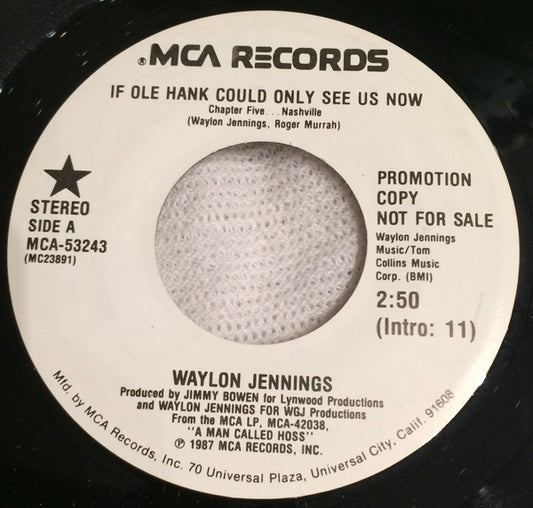 ® MCA RECORDS
IF OLE HANK COULD ONLY SEE US NOW
Chapter Five... Nashville
(Waylon Jennings, Roger Murrah)
STEREO
SIDE A
MCA-53243
(MC23891)
PROMOTION
COPY
NOT FOR SALE
Waylon Jennings
Music/Tom
Collins Music
Corp. (BMI)
2:50
(Intro: 11)
WAYLON JENNINGS
Produced by JIMMY BOWEN for Lynwood Productions
and WAYLON JENNINGS FOR WGJ Productions
From the MCA LP, MCA-42038,
"A MAN CALLED HOSS"
℗ 1987 MCA RECORDS, INC.
Mfd. by MCA Records, Inc. 70 Universal Plaza, Universal City, Calif. 91608